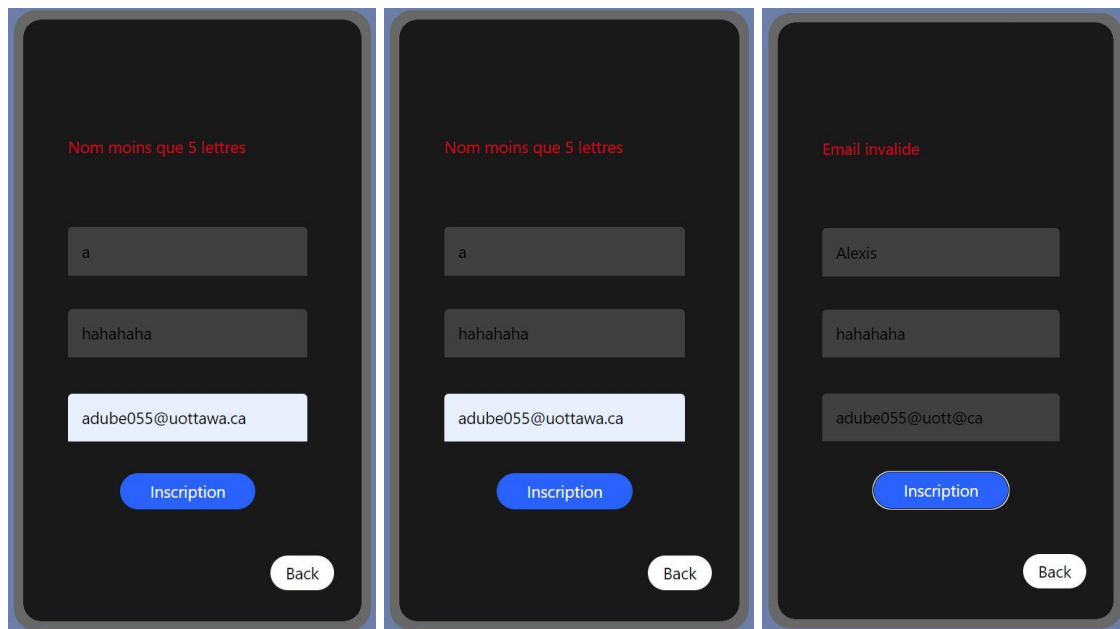 Nom moins que 5 lettres
a
hahahaha
adube055@uottawa.ca
Inscription
Back
Nom moins que 5 lettres
a
hahahaha
adube055@uottawa.ca
Inscription
Back
Email invalide
Alexis
hahahaha
adube055@uott@ca
Inscription
Back